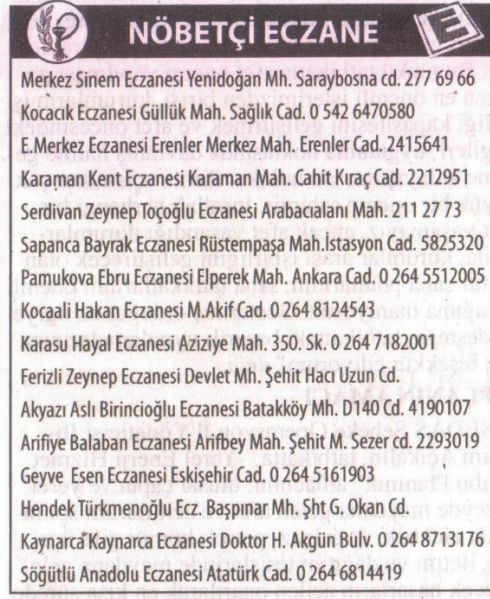 NÖBETÇİ ECZANE
E
Merkez Sinem Eczanesi Yenidoğan Mh. Saraybosna cd. 277 69 66
Kocacık Eczanesi Güllük Mah. Sağlık Cad. 0 542 6470580
E.Merkez Eczanesi Erenler Merkez Mah. Erenler Cad. 2415641
Karaman Kent Eczanesi Karaman Mah. Cahit Kıraç Cad. 2212951
Serdivan Zeynep Toçoğlu Eczanesi Arabacıalanı Mah. 211 27 73
Sapanca Bayrak Eczanesi Rüstempaşa Mah.İstasyon Cad. 5825320
Pamukova Ebru Eczanesi Elperek Mah. Ankara Cad. 0 264 5512005
Kocaali Hakan Eczanesi M.Akif Cad. 0 264 8124543
Karasu Hayal Eczanesi Aziziye Mah. 350. Sk. 0 264 7182001
Ferizli Zeynep Eczanesi Devlet Mh. Şehit M. Uzall Cd.
Akyazı Aslı Birincioğlu Eczanesi Batakköy Mh. D140 Cd. 4190107
Arifiye Balaban Eczanesi Arifbey Mah. Şehit M. Sezer cd. 2293019
Geyve Esen Eczanesi Eskişehir Cad. 0 264 5161903
Hendek Türkmenoğlu Ecz. Başpınar Mh. Şht G. Okan Cd.
Kaynarca Kaynarca Eczanesi Doktor H. Akgün Bulv. 0 264 8713176
Söğütlü Anadolu Eczanesi Atatürk Cad. 0 264 6814419